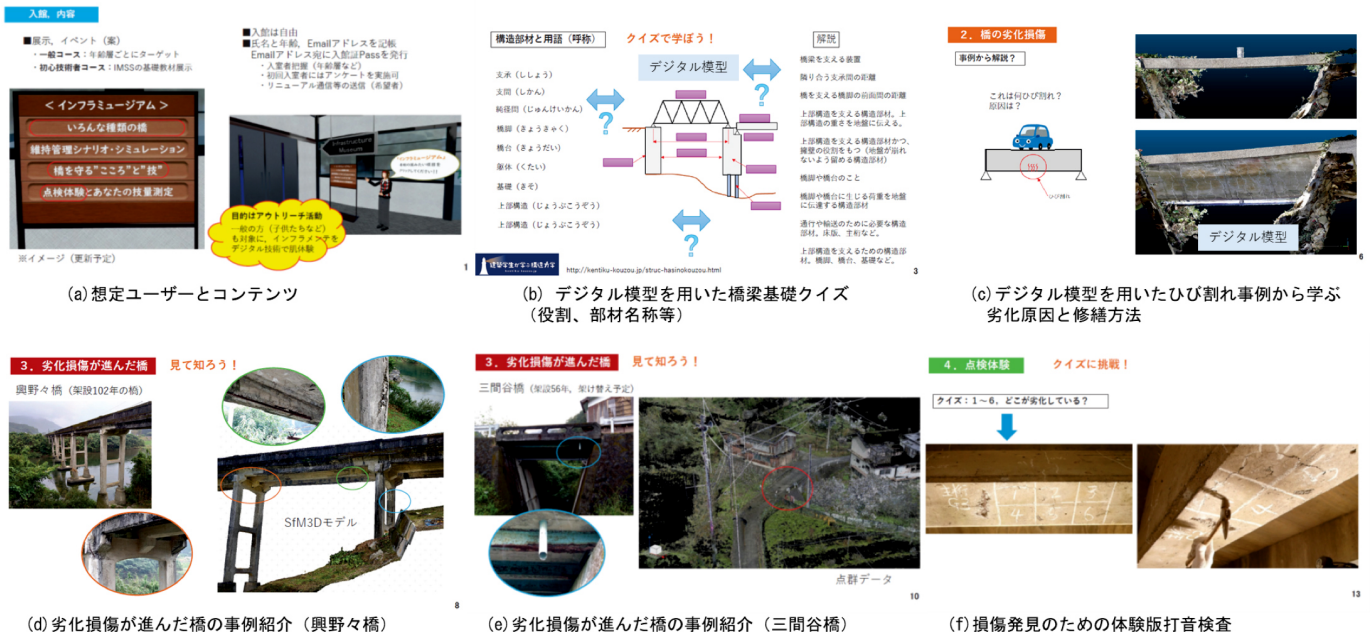 入館，内容
■展示，イベント（案）
・一般コース：年齢層ごとにターゲット
・初心技術者コース：IMSSの基礎教材展示
＜インフラミュージアム＞
いろんな種類の橋
維持管理シナリオ・シミュレーション
橋を守る"こころ"と"技"
点検体験とあなたの技量測定
※イメージ（更新予定）
■入館は自由
■氏名と年齢，Emailアドレスを記帳
Emailアドレス宛に入館証Passを発行
・入室者把握（年齢層など）
・初回入室者にはアンケートを実施可
・リニューアル通信等の送信（希望者）
Infrastructure
Museum
目的はアウトリーチ活動
一般の方（子供たちなど）
も対象に，インフラメンテを
デジタル技術で肌体験
1
(a)想定ユーザーとコンテンツ
構造部材と用語（呼称）
クイズで学ぼう！
解説
デジタル模型
支承（ししょう）
支間（しかん）
純径間（じゅんけいかん）
橋脚（きょうきゃく）
橋台（きょうだい）
躯体（くたい）
基礎（きそ）
上部構造（じょうぶこうぞう）
上部構造（じょうぶこうぞう）
?
?
?
橋梁を支える装置
隣り合う支承間の距離
橋を支える橋脚の前面間の距離
上部構造を支える構造部材。上
部構造の重さを地盤に伝える。
上部構造を支える構造部材かつ、
擁壁の役割をもつ（地盤が崩れ
ないよう留める構造部材）
橋脚や橋台のこと
橋脚や橋台に生じる荷重を地盤
に伝達する構造部材
通行や輸送のために必要な構造
部材。床版、主桁など。
上部構造を支えるための構造部
材。橋脚、橋台、基礎など。
建築学生が学ぶ構造力学
http://kentiku-kouzou.jp/struc-hasinokouzou.html
3
(b) デジタル模型を用いた橋梁基礎クイズ
（役割、部材名称等）
２．橋の劣化損傷
事例から解説？
これは何ひび割れ？
原因は？
ひび割れ
デジタル模型
6
(c)デジタル模型を用いたひび割れ事例から学ぶ
劣化原因と修繕方法
３．劣化損傷が進んだ橋
見て知ろう！
興野々橋（架設102年の橋）
SfM3Dモデル
8
(d)劣化損傷が進んだ橋の事例紹介（興野々橋）
３．劣化損傷が進んだ橋
見て知ろう！
三間谷橋（架設56年，架け替え予定）
点群データ
10
(e)劣化損傷が進んだ橋の事例紹介（三間谷橋）
４．点検体験
クイズに挑戦！
クイズ：1～6，どこが劣化している？
1 2 3
4 5 6
4
13
(f)損傷発見のための体験版打音検査